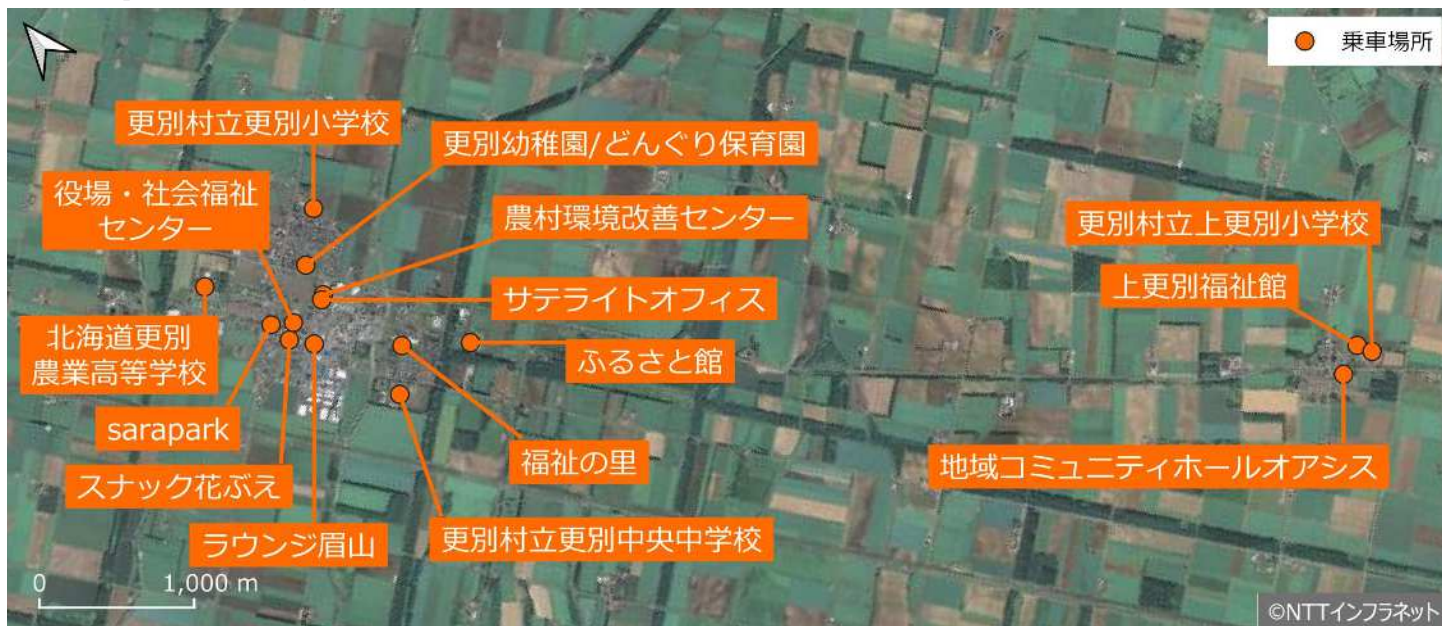 乗車場所
更別村立更別小学校
更別幼稚園/どんぐり保育園
役場・社会福祉
センター
農村環境改善センター
更別村立上更別小学校
サテライトオフィス
上更別福祉館
北海道更別
農業高等学校
ふるさと館
sarapark
福祉の里
地域コミュニティホールオアシス
スナック花ぶえ
ラウンジ眉山
更別村立更別中央中学校
0 1,000 m
©NTTインフラネット